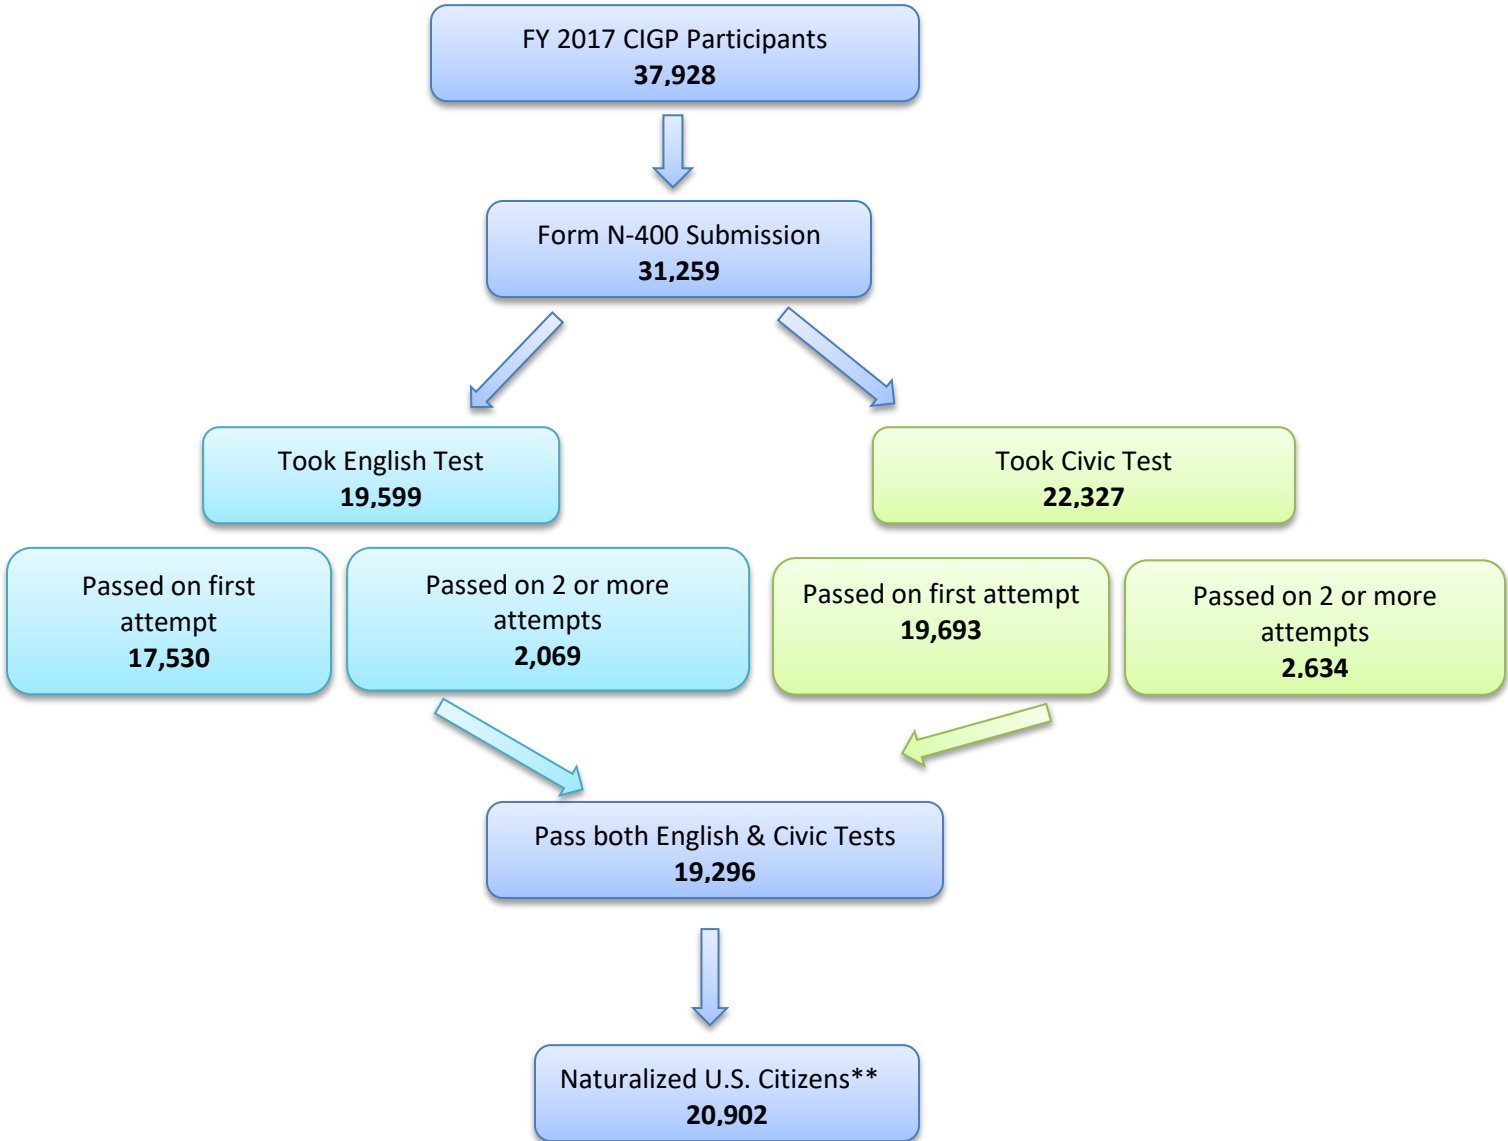 FY 2017 CIGP Participants
37,928
Form N-400 Submission
31,259
Took English Test
19,599
Took Civic Test
22,327
Passed on first
attempt
17,530
Passed on 2 or more
attempts
2,069
Passed on first attempt
19,693
Passed on 2 or more
attempts
2,634
Pass both English & Civic Tests
19,296
Naturalized U.S. Citizens**
20,902